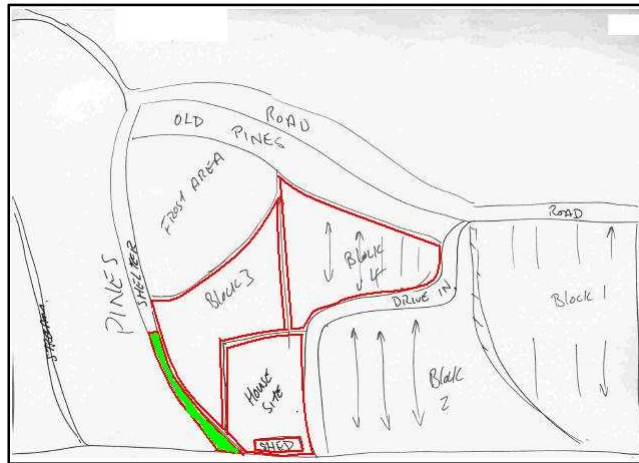 ROAD
OLD PINES
FROST AREA
ROAD
PINES
SHELTER
BLOCK 3
BLOCK 4
DRIVE IN
BLOCK 1
BLOCK 2
HOUSE SITE
SHED